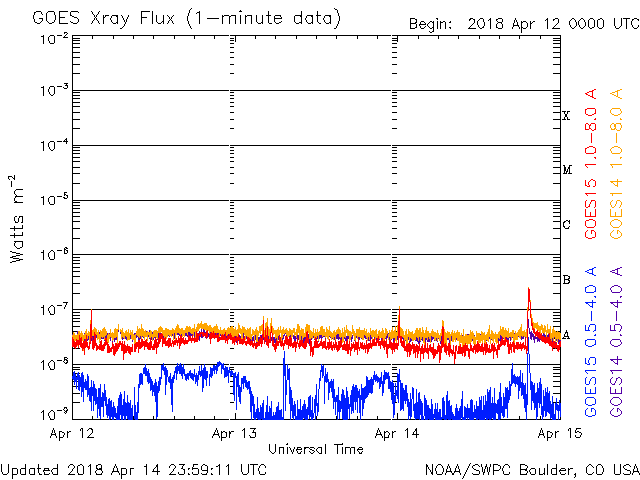 GOES Xray Flux (1-minute data)
Begin: 2018 Apr 12 0000 UTC
10⁻²
10⁻³
10⁻⁴
10⁻⁵
10⁻⁶
10⁻⁷
10⁻⁸
10⁻⁹
Watts m⁻²
X
M
C
B
A
GOES15 1.0-8.0 A
GOES14 1.0-8.0 A
GOES15 0.5-4.0 A
GOES14 0.5-4.0 A
Apr 12 Apr 13 Apr 14 Apr 15
Universal Time
Updated 2018 Apr 14 23:59:11 UTC
NOAA/SWPC Boulder, CO USA